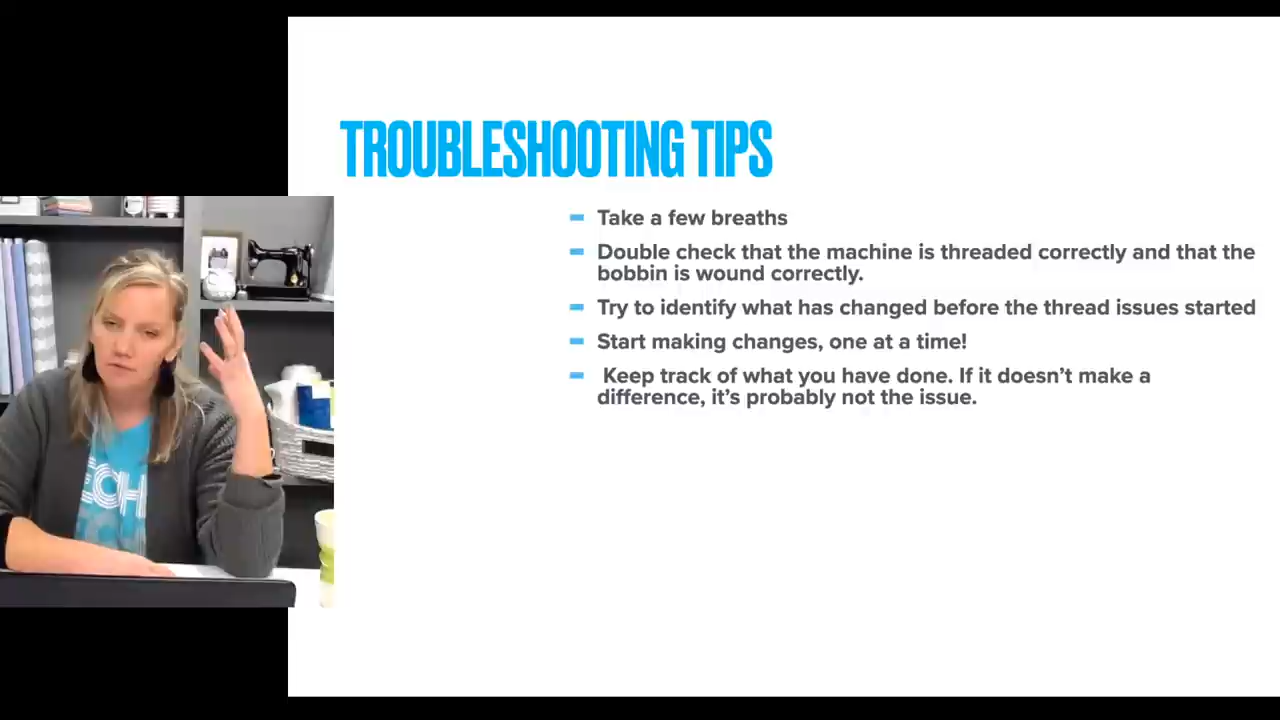 TROUBLESHOOTING TIPS
Take a few breaths
Double check that the machine is threaded correctly and that the
bobbin is wound correctly.
Try to identify what has changed before the thread issues started
Start making changes, one at a time!
Keep track of what you have done. If it doesn’t make a
difference, it’s probably not the issue.
ECH